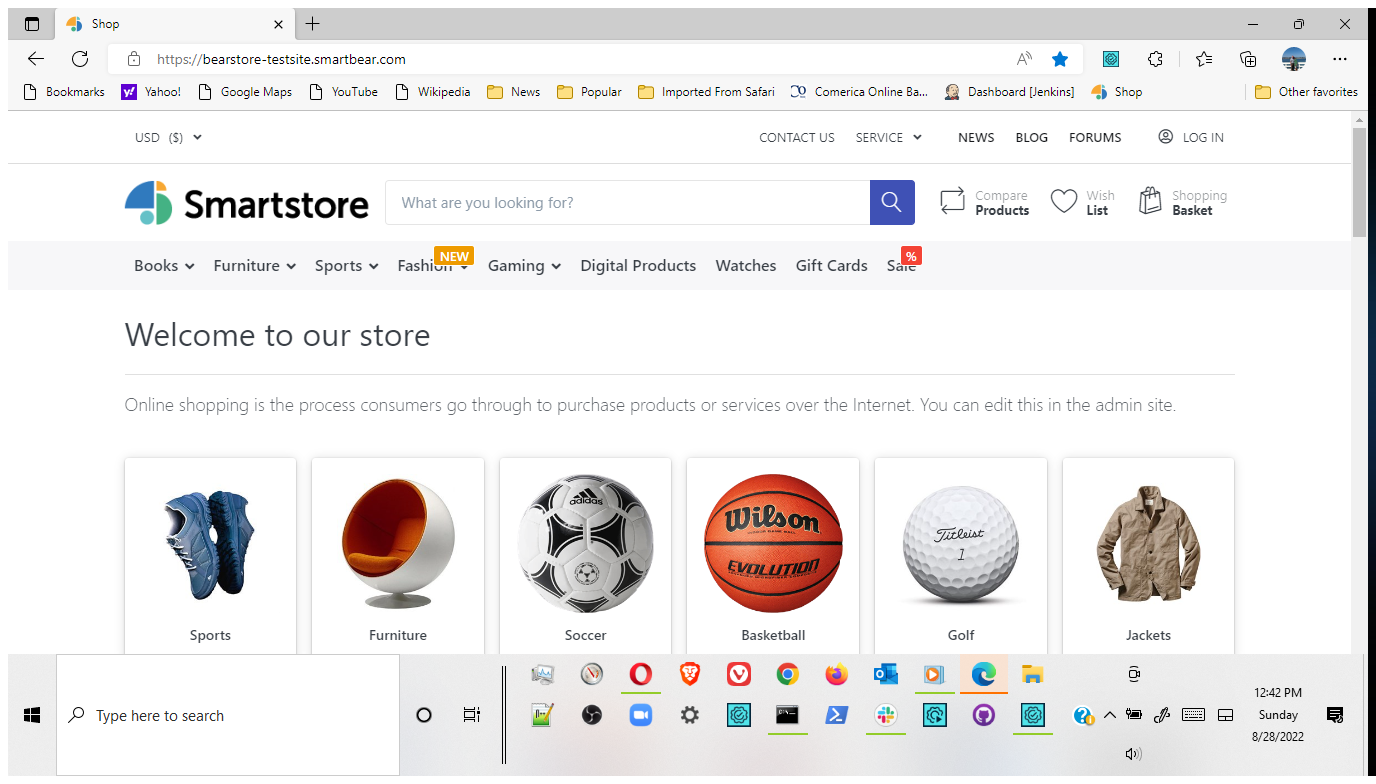 Shop
https://bearstore-testsite.smartbear.com
Bookmarks Yahoo! Google Maps YouTube Wikipedia News Popular Imported From Safari Comerica Online Ba... Dashboard [Jenkins] Shop Other favorites
USD ($) CONTACT US SERVICE NEWS BLOG FORUMS LOG IN
Smartstore What are you looking for? Compare Products Wish List Shopping Basket
Books Furniture Sports Fashion NEW Gaming Digital Products Watches Gift Cards Sale %
Welcome to our store
Online shopping is the process consumers go through to purchase products or services over the Internet. You can edit this in the admin site.
adidas Wilson EVOLUTION Titleist 1
Sports Furniture Soccer Basketball Golf Jackets
Type here to search
12:42 PM
Sunday
8/28/2022